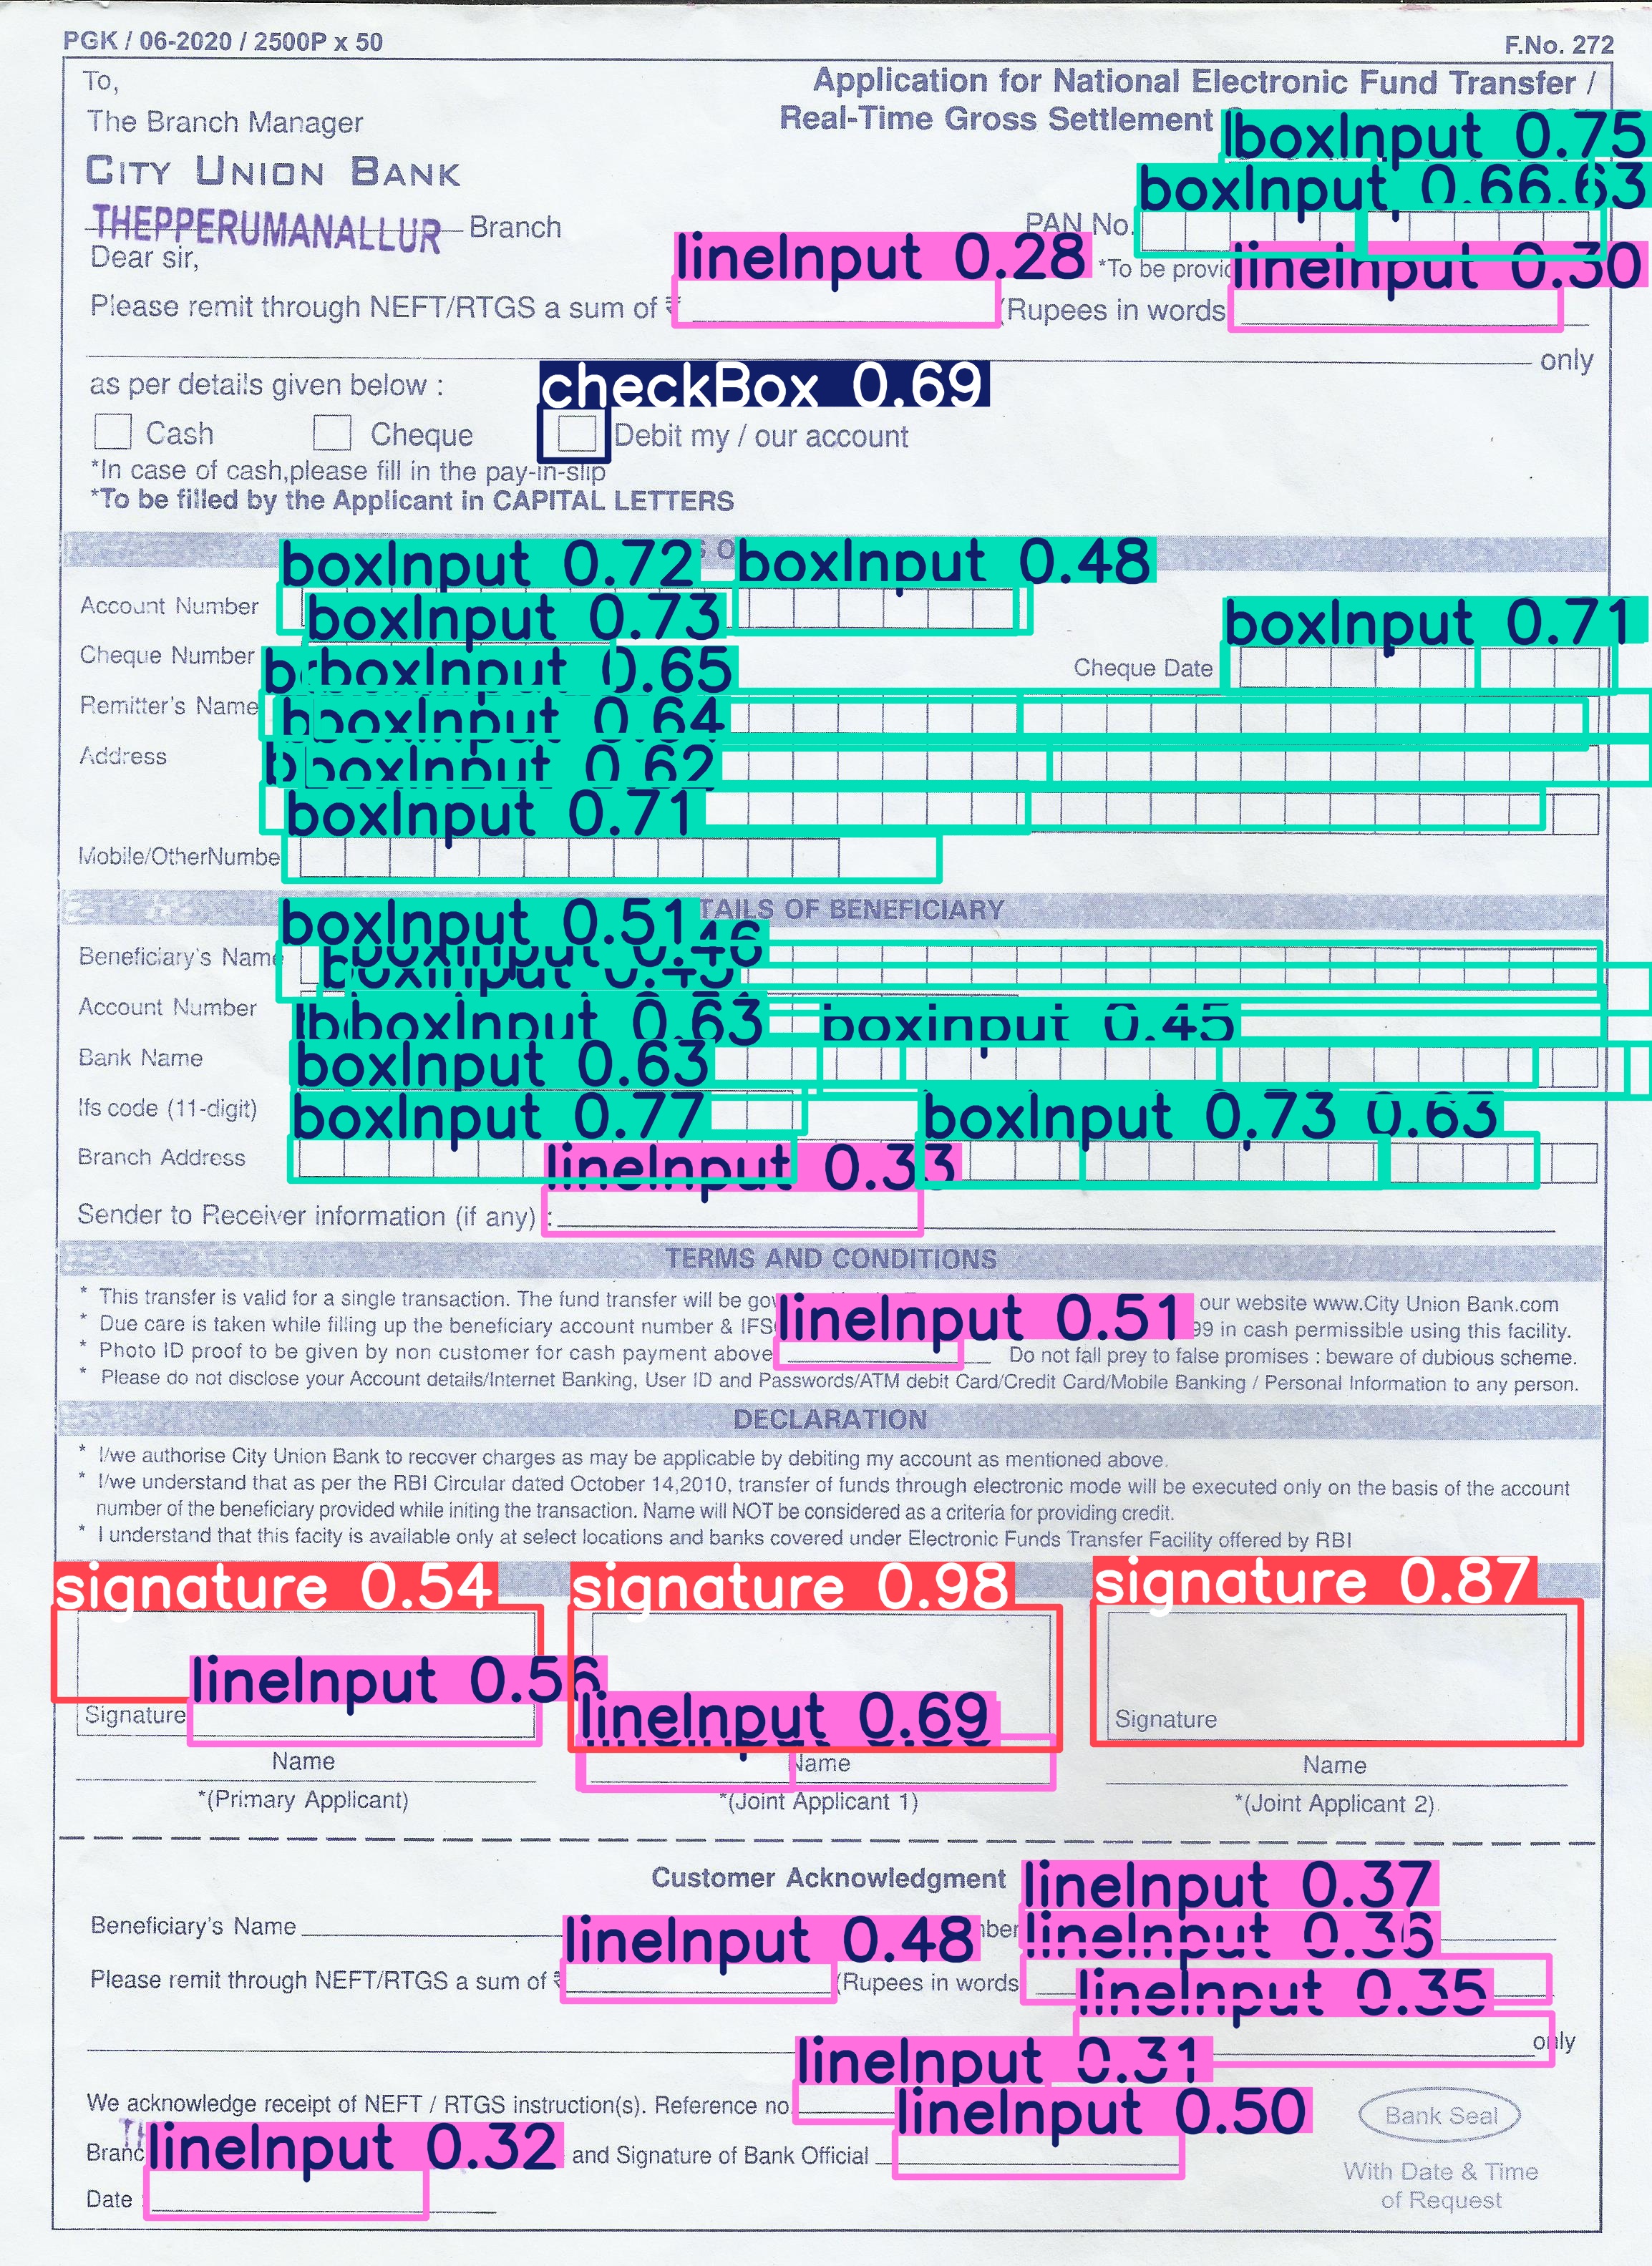 PGK / 06-2020 / 2500P x 50
F.No. 272
To,
Application for National Electronic Fund Transfer /
The Branch Manager
Real-Time Gross Settlement
boxInput 0.75
CITY UNION BANK
boxInput 0.66 .63
THEPPERUMANALLUR Branch
PAN No.
Dear sir,
lineInput 0.28
*To be
lineInput 0.30
Please remit through NEFT/RTGS a sum of ₹
(Rupees in words
only
as per details given below :
checkBox 0.69
Cash
Cheque
Debit my / our account
*In case of cash,please fill in the pay-in-slip
*To be filled by the Applicant in CAPITAL LETTERS
boxInput 0.72
boxInput 0.48
Account Number
boxInput 0.73
boxInput 0.71
Cheque Number
boxInput 0.65
Cheque Date
Remitter's Name
boxInput 0.64
Address
boxInput 0.62
boxInput 0.71
Mobile/OtherNumbe
boxInput 0.51
OF BENEFICIARY
Beneficiary's Name
Account Number
boxInput 0.63
boxInput 0.45
Bank Name
boxInput 0.63
Ifs code (11-digit)
boxInput 0.77
boxInput 0.73 0.63
Branch Address
lineInput 0.33
Sender to Receiver information (if any) :
TERMS AND CONDITIONS
* This transfer is valid for a single transaction. The fund transfer will be
our website www.City Union Bank.com
* Due care is taken while filling up the beneficiary account number & IFS
lineInput 0.51
99 in cash permissible using this facility.
* Photo ID proof to be given by non customer for cash payment above
Do not fall prey to false promises : beware of dubious scheme.
* Please do not disclose your Account details/Internet Banking, User ID and Passwords/ATM debit Card/Credit Card/Mobile Banking / Personal Information to any person.
DECLARATION
* I/we authorise City Union Bank to recover charges as may be applicable by debiting my account as mentioned above.
* I/we understand that as per the RBI Circular dated October 14,2010, transfer of funds through electronic mode will be executed only on the basis of the account
number of the beneficiary provided while initing the transaction. Name will NOT be considered as a criteria for providing credit.
* I understand that this facity is available only at select locations and banks covered under Electronic Funds Transfer Facility offered by RBI
signature 0.54
signature 0.98
signature 0.87
lineInput 0.56
lineInput 0.69
Signature
Signature
Name
Name
Name
*(Primary Applicant)
*(Joint Applicant 1)
*(Joint Applicant 2)
Customer Acknowledgment
lineInput 0.37
Beneficiary's Name
lineInput 0.48
lineInput 0.36
Please remit through NEFT/RTGS a sum of ₹
(Rupees in words
lineInput 0.35
only
lineInput 0.31
We acknowledge receipt of NEFT / RTGS instruction(s). Reference no.
lineInput 0.50
Bank Seal
lineInput 0.32
and Signature of Bank Official
With Date & Time
Date :
of Request